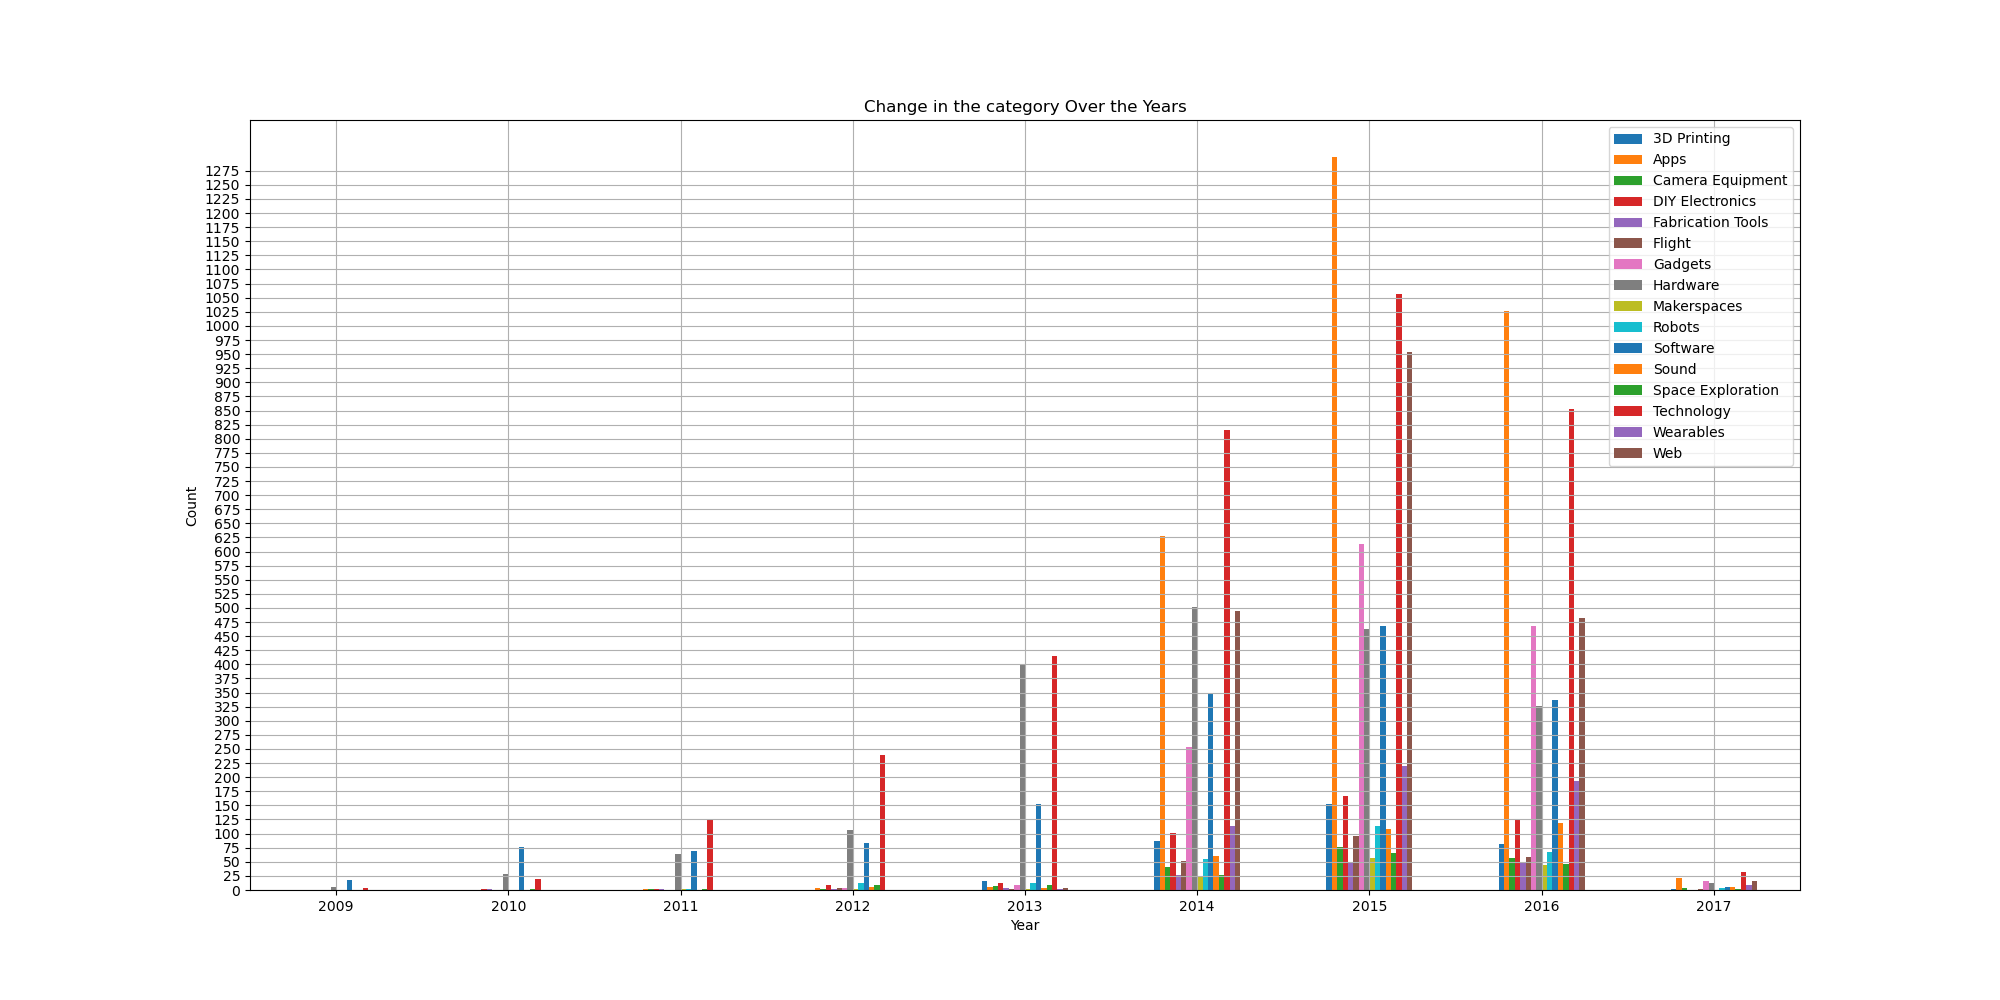 Change in the category Over the Years
1275
1250
1225
1200
1175
1150
1125
1100
1075
1050
1025
1000
975
950
925
900
875
850
825
800
775
750
725
700
675
650
625
600
575
550
525
500
475
450
425
400
375
350
325
300
275
250
225
200
175
150
125
100
75
50
25
0
Count
3D Printing
Apps
Camera Equipment
DIY Electronics
Fabrication Tools
Flight
Gadgets
Hardware
Makerspaces
Robots
Software
Sound
Space Exploration
Technology
Wearables
Web
2009 2010 2011 2012 2013 2014 2015 2016 2017
Year